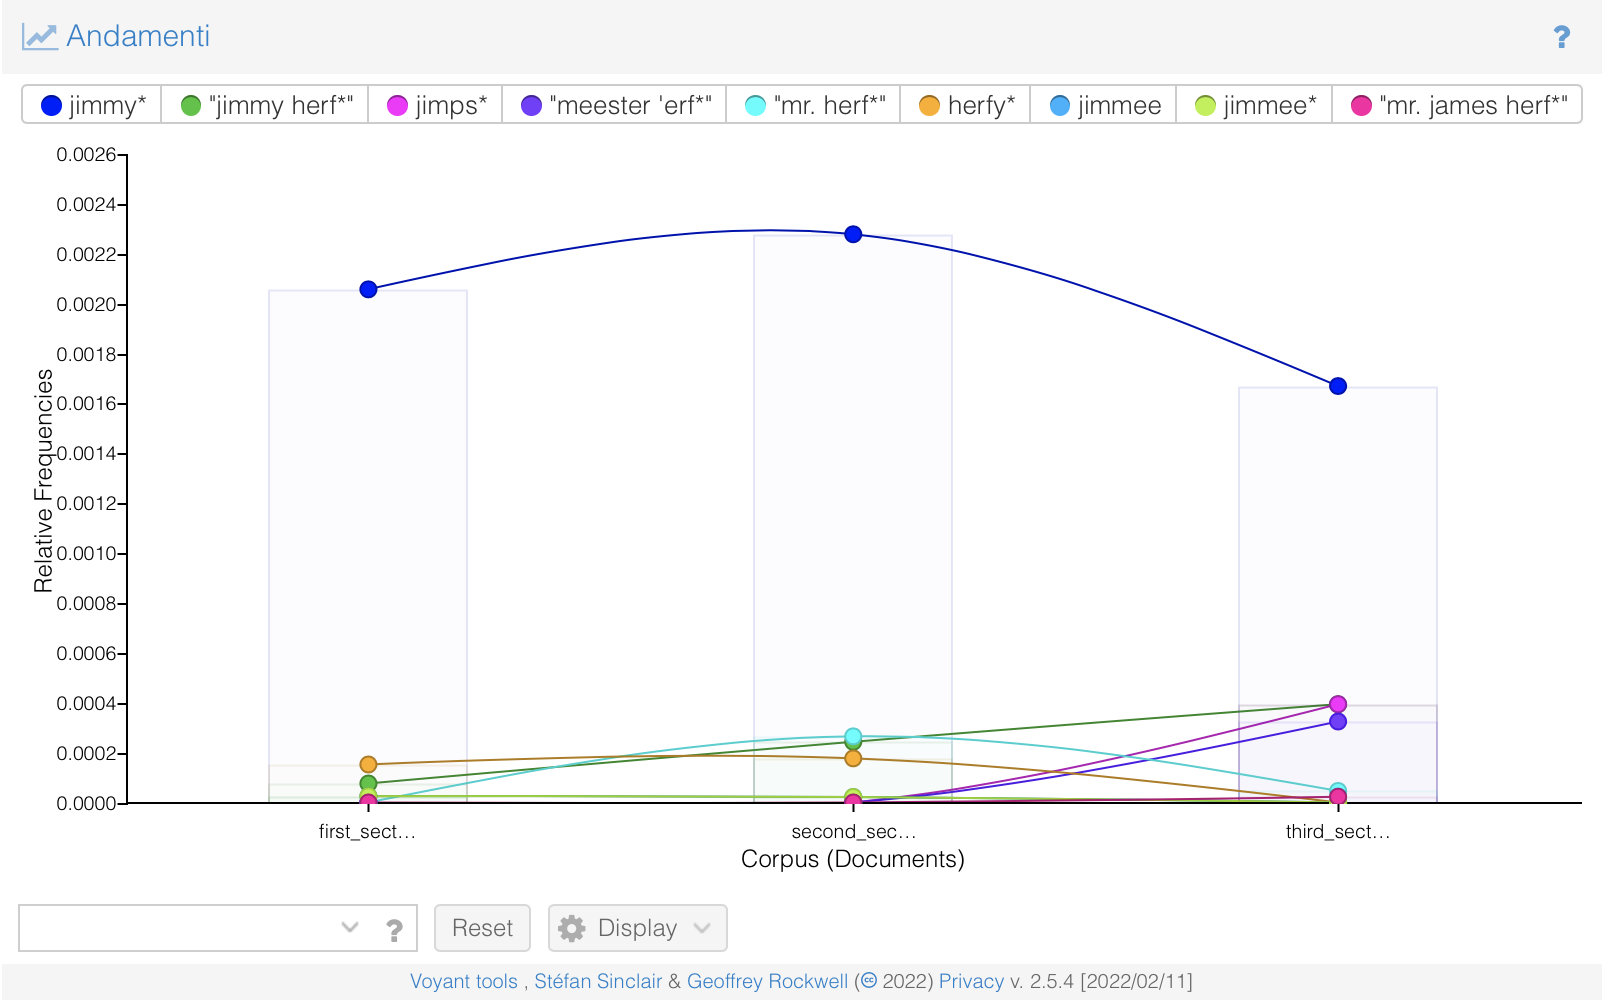 Andamenti ?
jimmy* "jimmy herf*" jimps* "meester 'erf*" "mr. herf*" herfy* jimmee jimmee* "mr. james herf*"
0.0026
0.0024
0.0022
0.0020
0.0018
0.0016
0.0014
0.0012
0.0010
0.0008
0.0006
0.0004
0.0002
0.0000
Relative Frequencies
first_sect... second_sec... third_sect...
Corpus (Documents)
? Reset Display
Voyant tools , Stéfan Sinclair & Geoffrey Rockwell (cc 2022) Privacy v. 2.5.4 [2022/02/11]